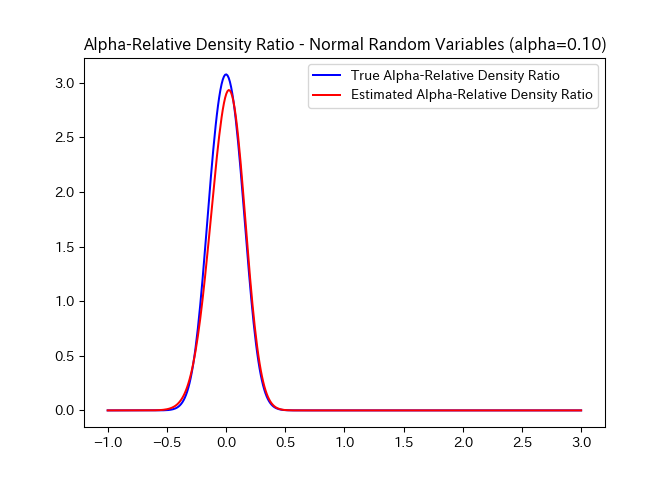 Alpha-Relative Density Ratio - Normal Random Variables (alpha=0.10)
True Alpha-Relative Density Ratio
Estimated Alpha-Relative Density Ratio
3.0
2.5
2.0
1.5
1.0
0.5
0.0
−1.0 −0.5 0.0 0.5 1.0 1.5 2.0 2.5 3.0